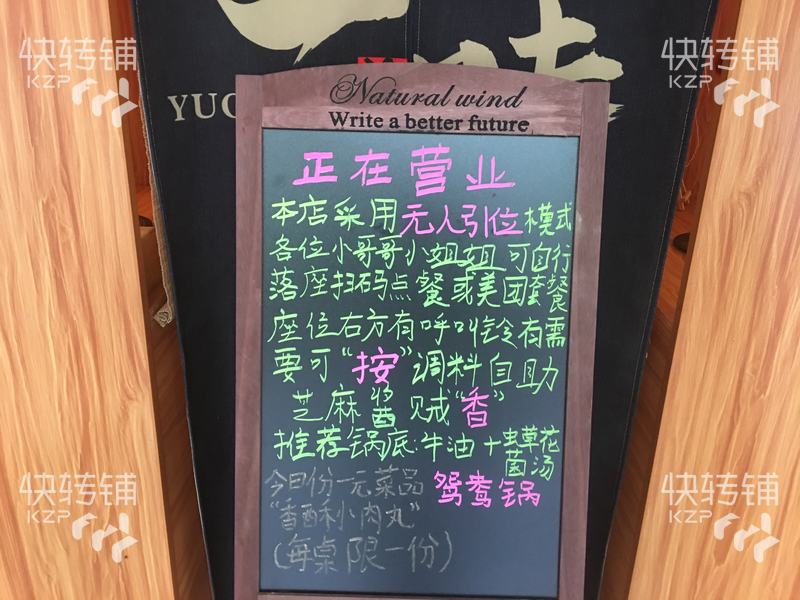 快转铺
KZP
快转铺
KZP
YUC
Natural wind
Write a better future
正在营业
本店采用无人引位模式
各位小哥哥小姐姐可自行
落座扫码点餐或美团套餐
座位右方有呼叫铃有需
要可“按”调料自助
芝麻酱贼“香”
推荐锅底:牛油+虫草花
菌汤
鸳鸯锅
今日份一元菜品
“香酥小肉丸”
(每桌限一份)
快转铺
KZP
快转铺
KZP